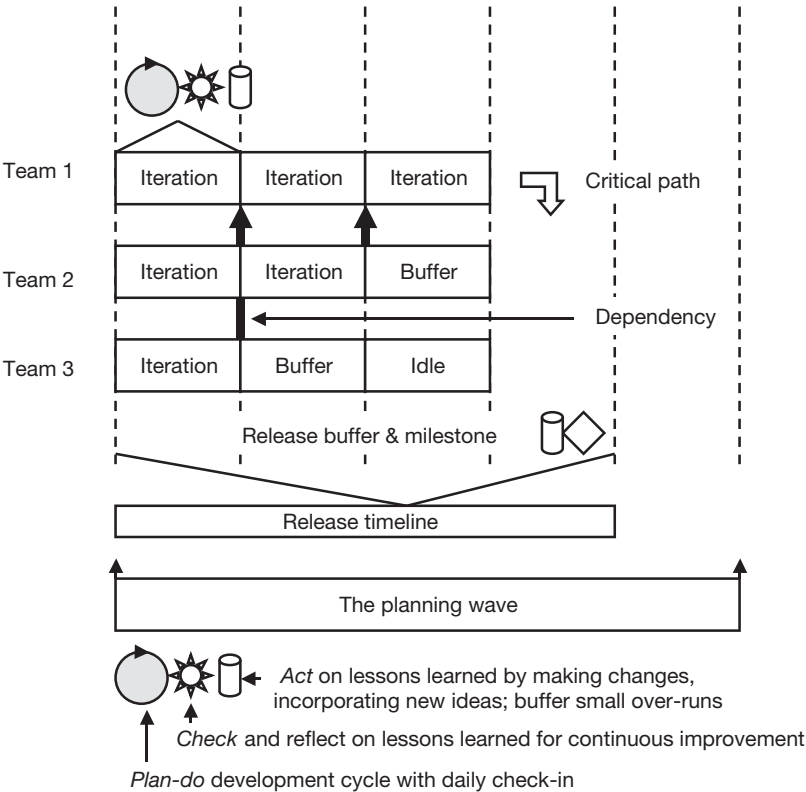 Team 1
Iteration
Iteration
Iteration
Critical path
Team 2
Iteration
Iteration
Buffer
Dependency
Team 3
Iteration
Buffer
Idle
Release buffer & milestone
Release timeline
The planning wave
Act on lessons learned by making changes,
incorporating new ideas; buffer small over-runs
Check and reflect on lessons learned for continuous improvement
Plan-do development cycle with daily check-in